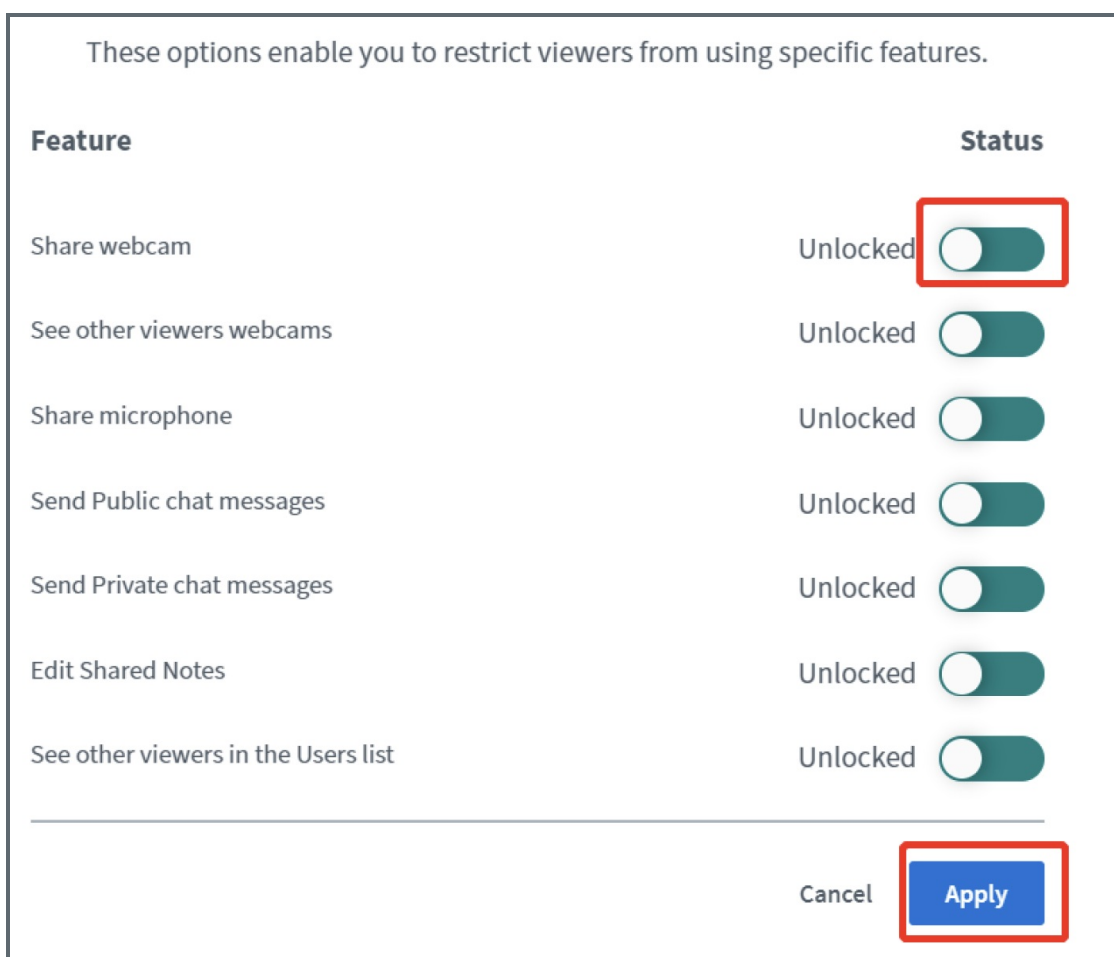 These options enable you to restrict viewers from using specific features.
Feature Status
Share webcam Unlocked
See other viewers webcams Unlocked
Share microphone Unlocked
Send Public chat messages Unlocked
Send Private chat messages Unlocked
Edit Shared Notes Unlocked
See other viewers in the Users list Unlocked
Cancel Apply